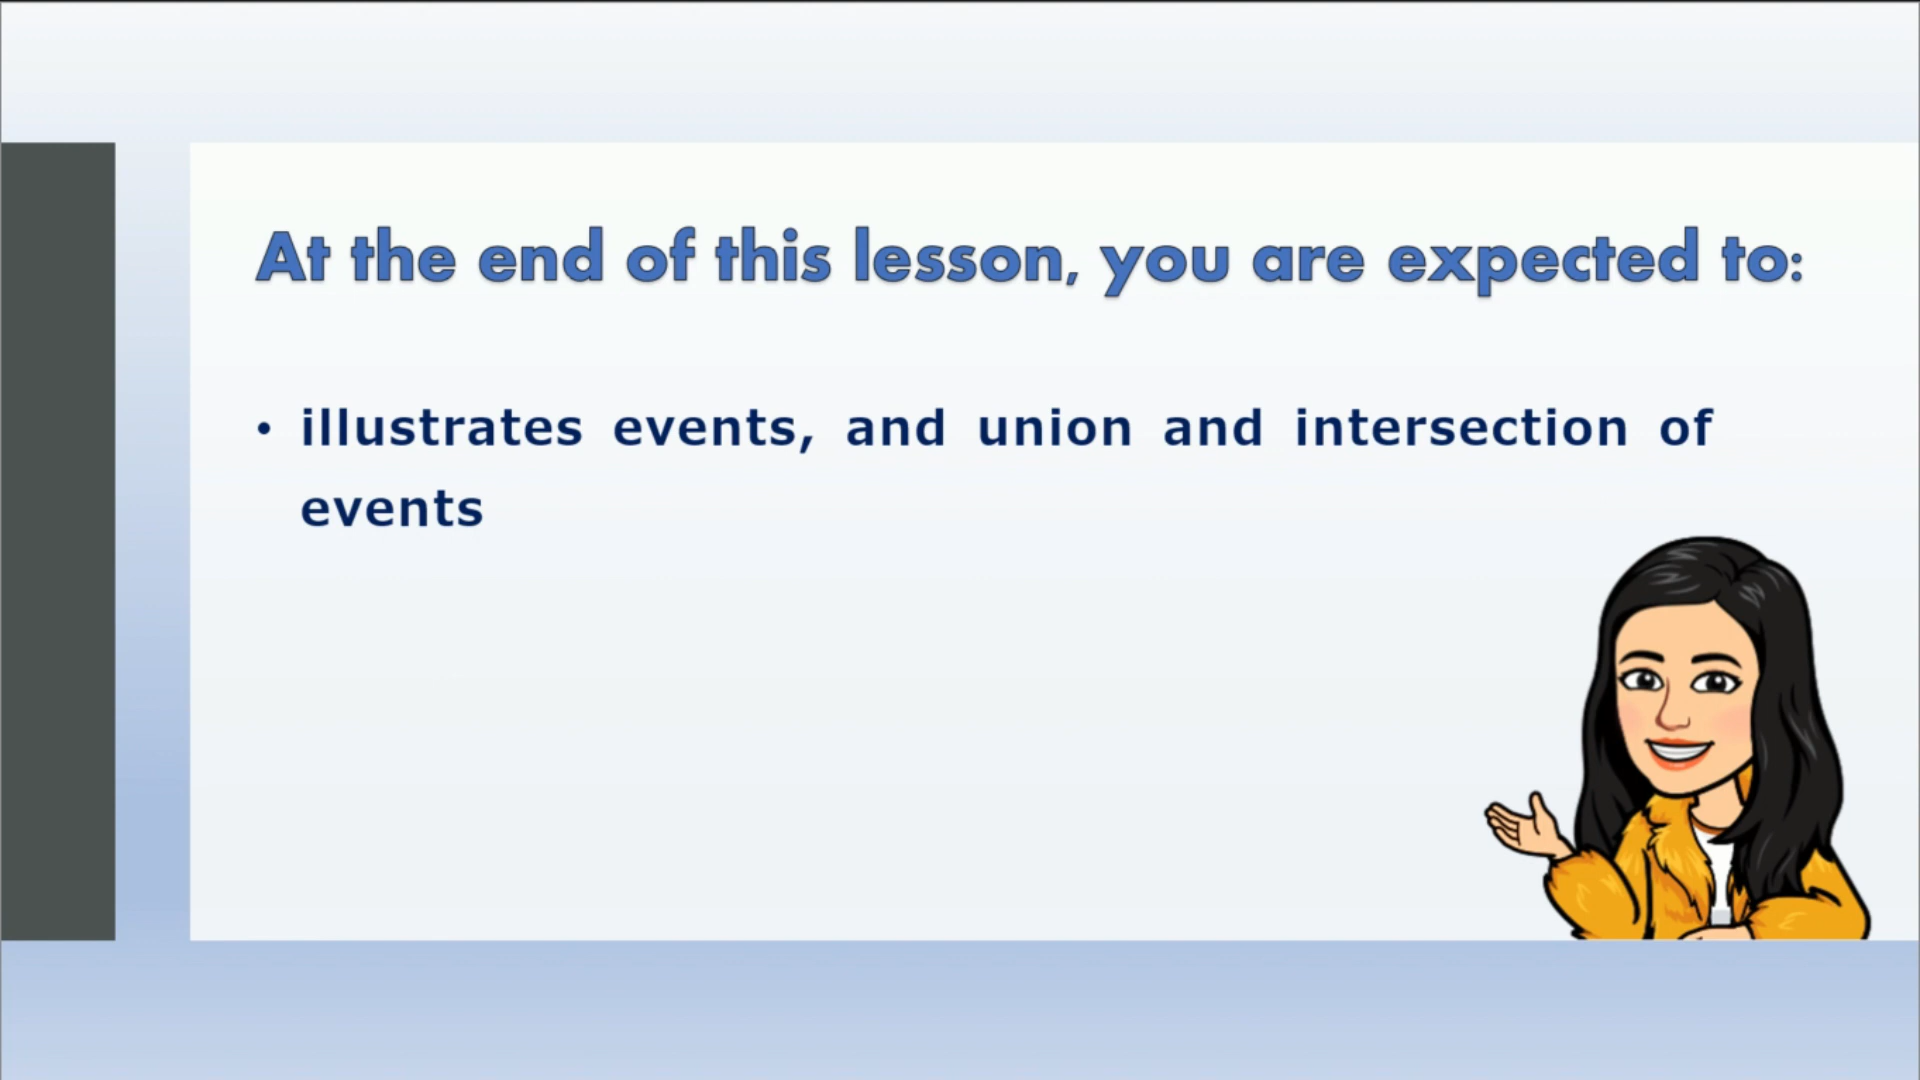 At the end of this lesson, you are expected to:
• illustrates events, and union and intersection of
events